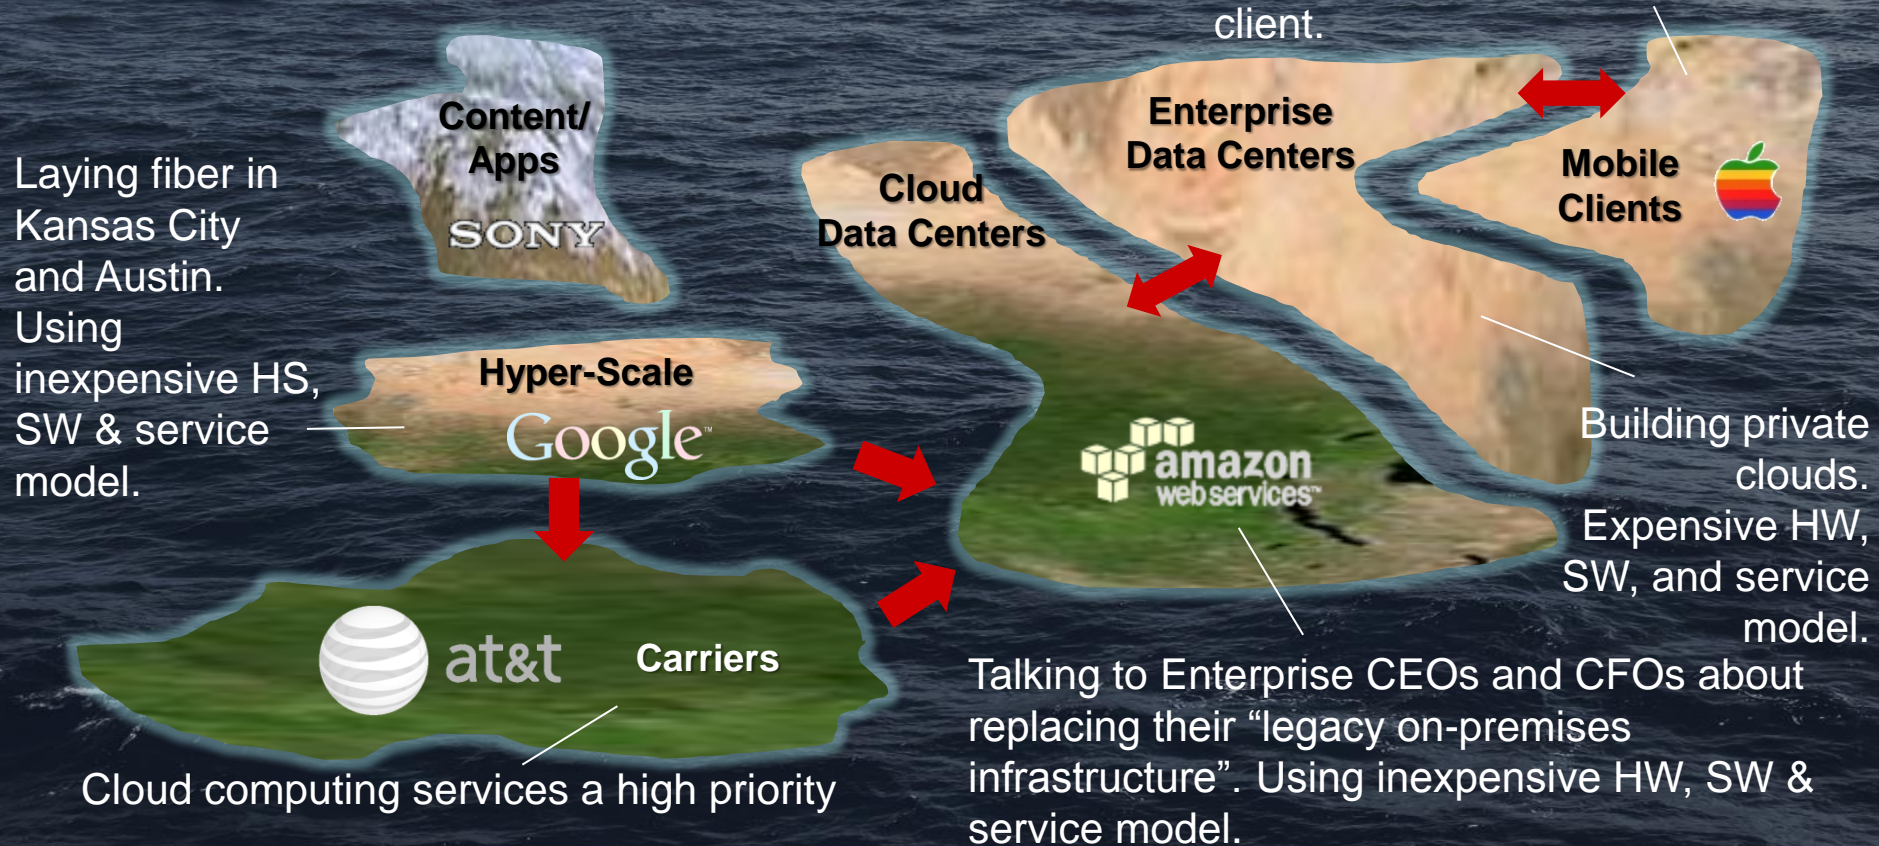 client.
Content/
Apps
SONY
Enterprise
Data Centers
Mobile
Clients
Cloud
Data Centers
Laying fiber in
Kansas City
and Austin.
Using
inexpensive HS,
SW & service
model.
Hyper-Scale
Google™
amazon
webservices™
Building private
clouds.
Expensive HW,
SW, and service
model.
at&t
Carriers
Talking to Enterprise CEOs and CFOs about
replacing their “legacy on-premises
infrastructure”. Using inexpensive HW, SW &
service model.
Cloud computing services a high priority